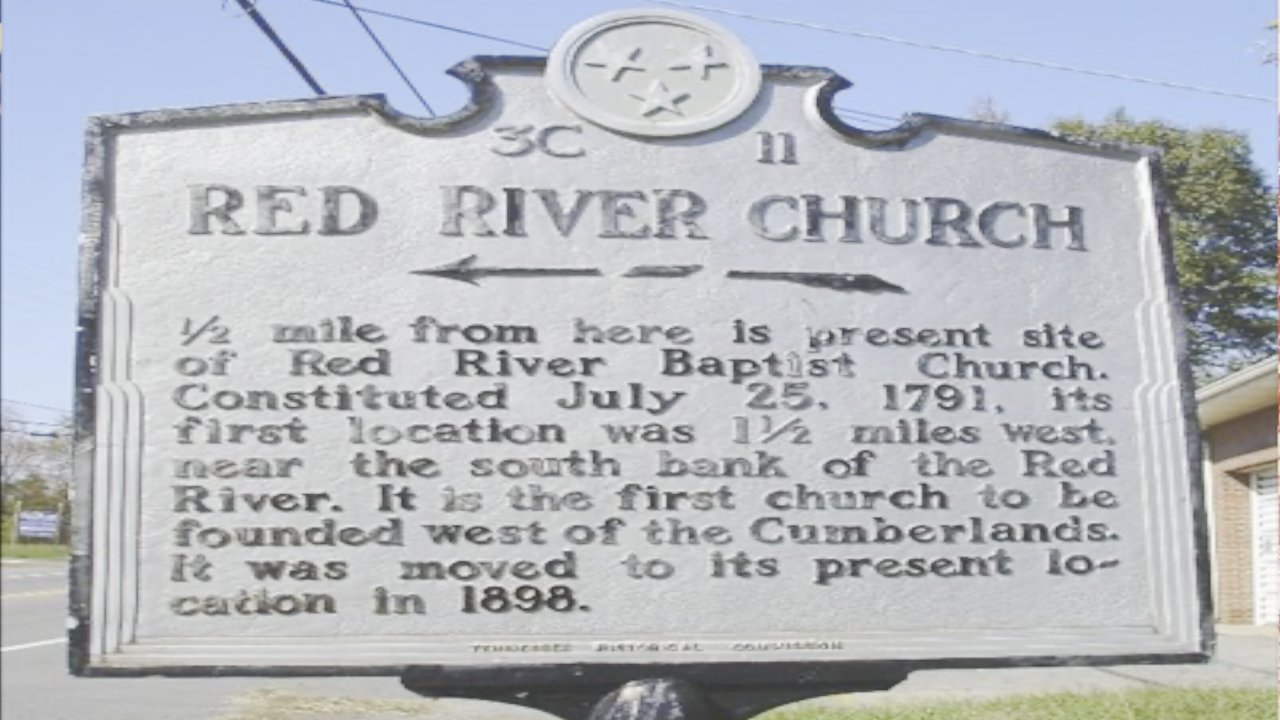 3C 11
RED RIVER CHURCH
½ mile from here is present site
of Red River Baptist Church.
Constituted July 25, 1791, its
first location was 1½ miles west,
near the south bank of the Red
River. It is the first church to be
founded west of the Cumberlands.
It was moved to its present lo-
cation in 1898.
TENNESSEE HISTORICAL COMMISSION